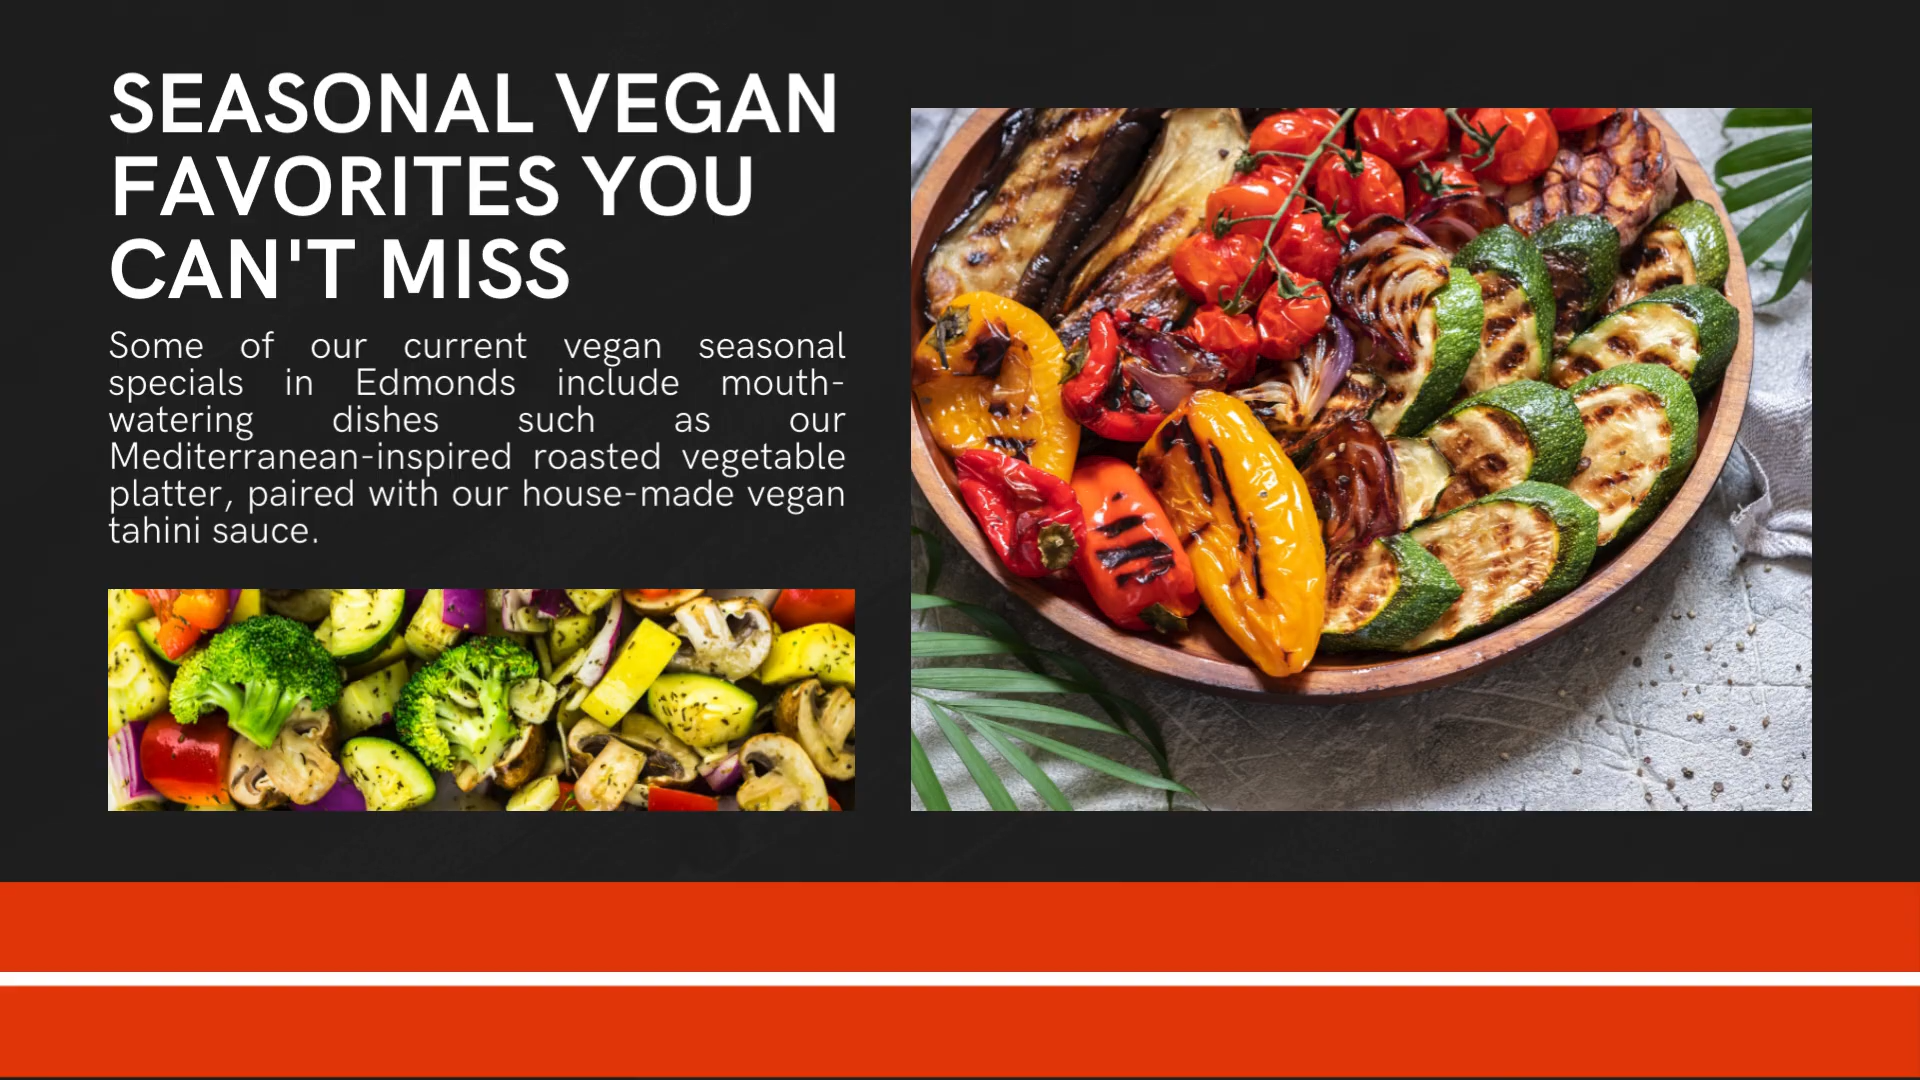 SEASONAL VEGAN
FAVORITES YOU
CAN'T MISS
Some of our current vegan seasonal
specials in Edmonds include mouth-
watering dishes such as our
Mediterranean-inspired roasted vegetable
platter, paired with our house-made vegan
tahini sauce.